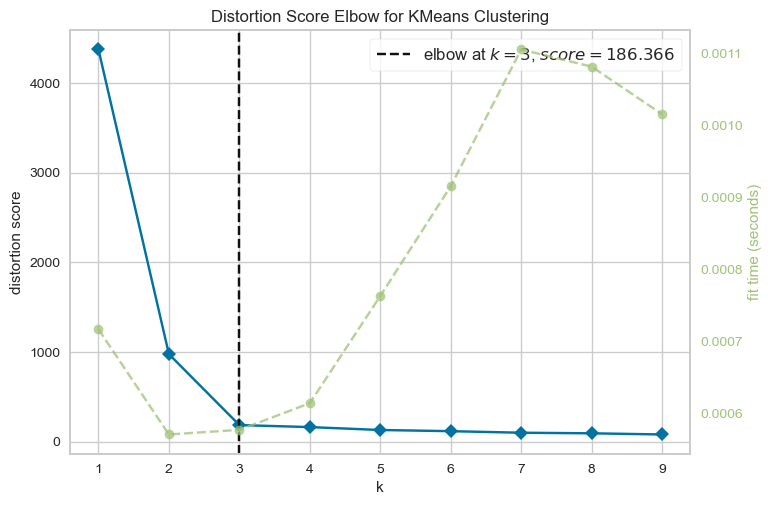 Distortion Score Elbow for KMeans Clustering
elbow at k = 3, score = 186.366
4000
3000
2000
1000
0
distortion score
1 2 3 4 5 6 7 8 9
k
0.0011
0.0010
0.0009
0.0008
0.0007
0.0006
fit time (seconds)